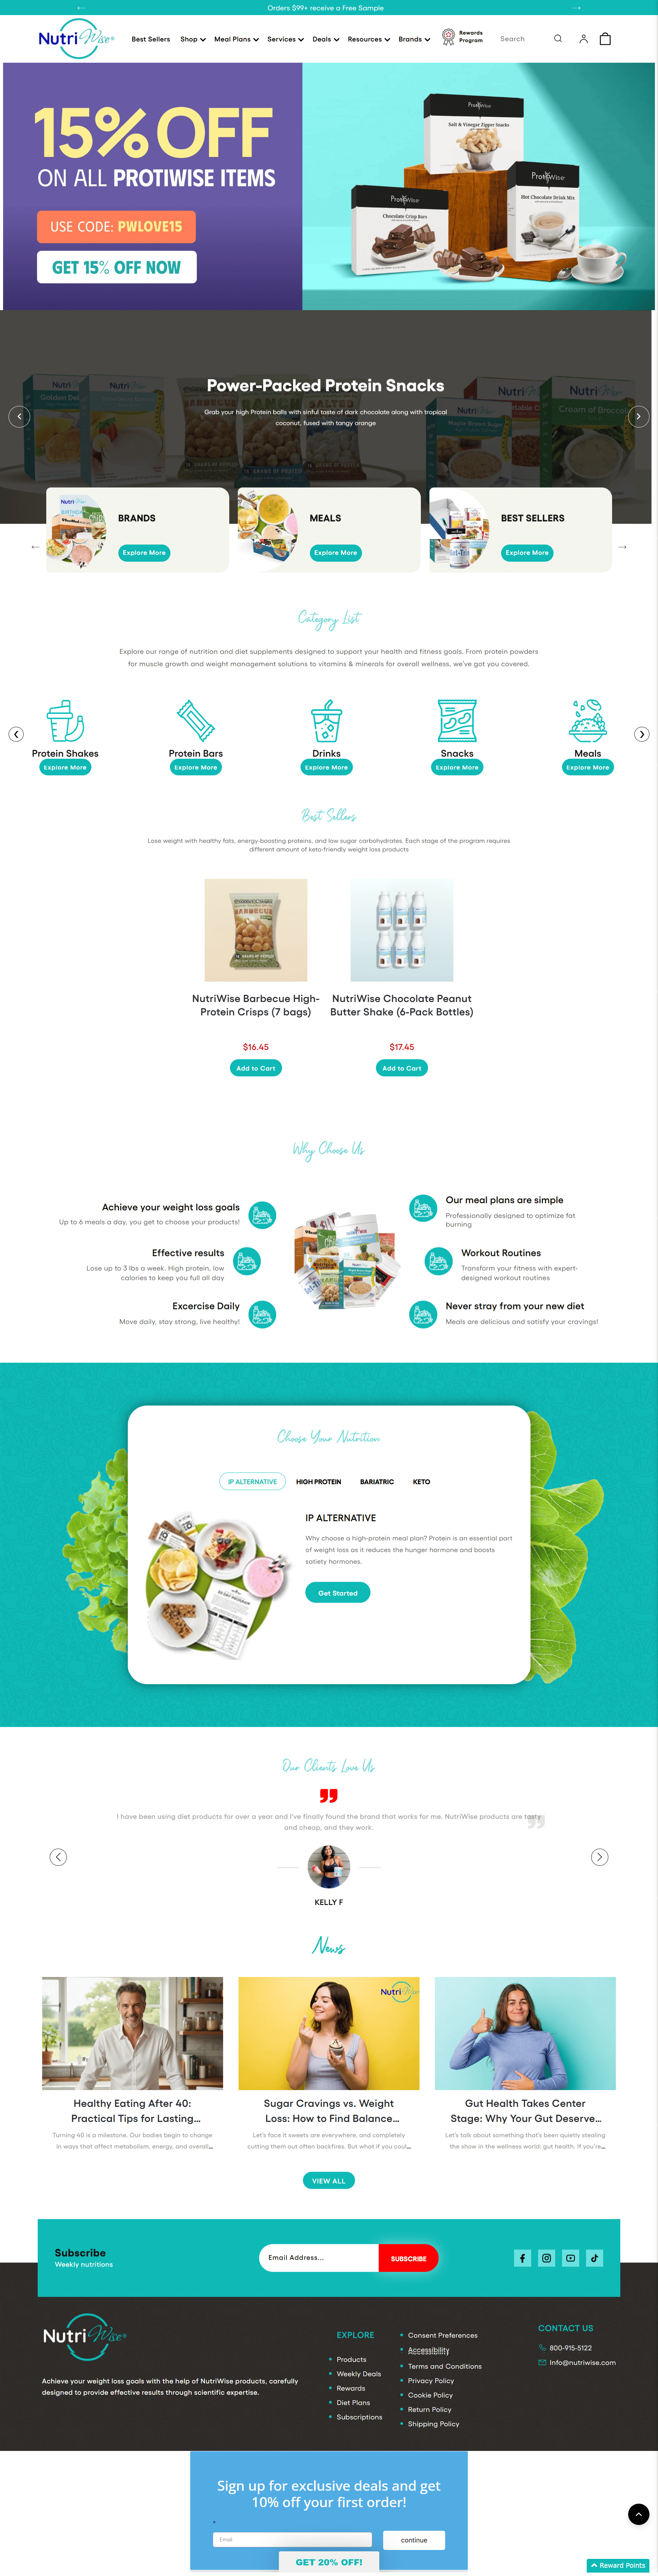 Orders $99+ receive a Free Sample
NutriWise®
Best Sellers
Shop
Meal Plans
Services
Deals
Resources
Brands
Rewards
Program
Search
15% OFF
ON ALL PROTIWISE ITEMS
USE CODE: PWLOVE15
GET 15% OFF NOW
ProtiWise
Salt & Vinegar Zipper Snacks
ProtiWise
Hot Chocolate Drink Mix
ProtiWise
Chocolate Crisp Bars
Power-Packed Protein Snacks
Grab your high Protein balls with sinful taste of dark chocolate along with tropical
coconut, fused with tangy orange
BRANDS
Explore More
MEALS
Explore More
BEST SELLERS
Explore More
Category List
Explore our range of nutrition and diet supplements designed to support your health and fitness goals. From protein powders
for muscle growth and weight management solutions to vitamins & minerals for overall wellness, we've got you covered.
Protein Shakes
Explore More
Protein Bars
Explore More
Drinks
Explore More
Snacks
Explore More
Meals
Explore More
Best Sellers
Lose weight with healthy fats, energy-boosting proteins, and low sugar carbohydrates. Each stage of the program requires
different amount of keto-friendly weight loss products
BARBECUE
NutriWise Barbecue High-
Protein Crisps (7 bags)
$16.45
Add to Cart
NutriWise Chocolate Peanut
Butter Shake (6-Pack Bottles)
$17.45
Add to Cart
Why Choose Us
Achieve your weight loss goals
Up to 6 meals a day, you get to choose your products!
Effective results
Lose up to 3 lbs a week. High protein, low
calories to keep you full all day
Excercise Daily
Move daily, stay strong, live healthy!
Our meal plans are simple
Professionally designed to optimize fat
burning
Workout Routines
Transform your fitness with expert-
designed workout routines
Never stray from your new diet
Meals are delicious and satisfy your cravings!
Choose Your Nutrition
IP ALTERNATIVE
HIGH PROTEIN
BARIATRIC
KETO
IP ALTERNATIVE
Why choose a high-protein meal plan? Protein is an essential part
of weight loss as it reduces the hunger hormone and boosts
satiety hormones.
Get Started
Our Clients Love Us
I have been using diet products for over a year and I've finally found the brand that works for me. NutriWise products are tasty
and cheap, and they work.
KELLY F
News
NutriWise
Healthy Eating After 40:
Practical Tips for Lasting...
Turning 40 is a milestone. Our bodies begin to change
in ways that affect metabolism, energy, and overall...
Sugar Cravings vs. Weight
Loss: How to Find Balance...
Let's face it sweets are everywhere, and completely
cutting them out often backfires. But what if you coul...
Gut Health Takes Center
Stage: Why Your Gut Deserve...
Let's talk about something that's been quietly stealing
the show in the wellness world: gut health. If you're...
VIEW ALL
Subscribe
Weekly nutritions
Email Address...
SUBSCRIBE
NutriWise®
Achieve your weight loss goals with the help of NutriWise products, carefully
designed to provide effective results through scientific expertise.
EXPLORE
Products
Weekly Deals
Rewards
Diet Plans
Subscriptions
Consent Preferences
Accessibility
Terms and Conditions
Privacy Policy
Cookie Policy
Return Policy
Shipping Policy
CONTACT US
800-915-5122
Info@nutriwise.com
Sign up for exclusive deals and get
10% off your first order!
*
Email
continue
GET 20% OFF!
Reward Points